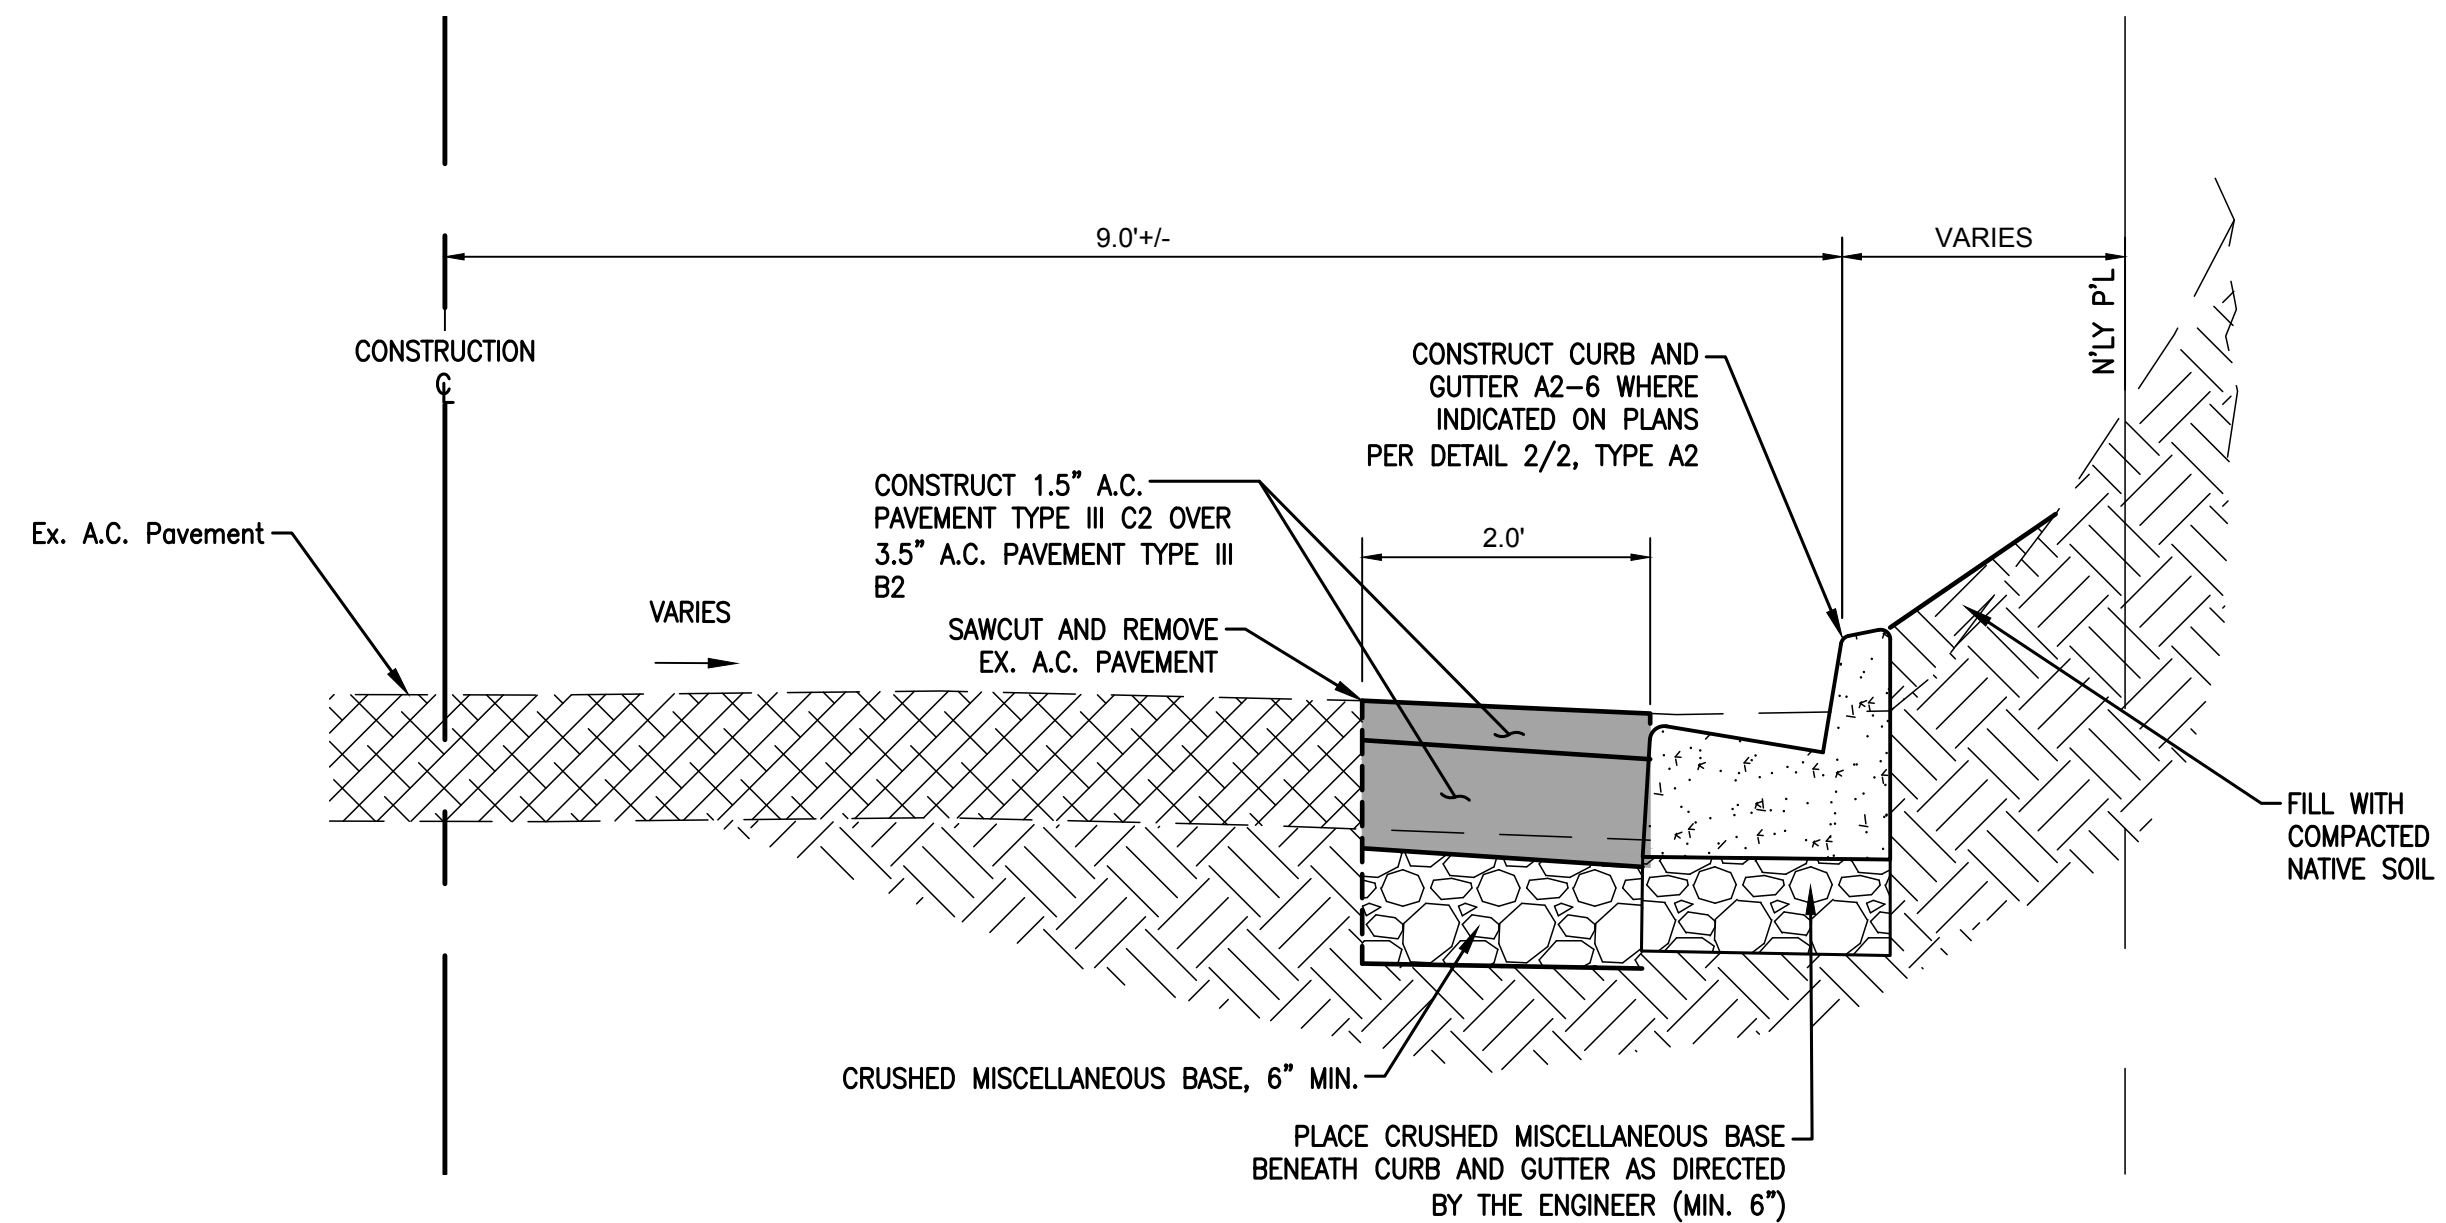 9.0'+/-
VARIES
N'LY P'L
CONSTRUCTION
℄
CONSTRUCT CURB AND
GUTTER A2-6 WHERE
INDICATED ON PLANS
PER DETAIL 2/2, TYPE A2
CONSTRUCT 1.5" A.C.
PAVEMENT TYPE III C2 OVER
3.5" A.C. PAVEMENT TYPE III
B2
2.0'
Ex. A.C. Pavement
VARIES
SAWCUT AND REMOVE
EX. A.C. PAVEMENT
FILL WITH
COMPACTED
NATIVE SOIL
CRUSHED MISCELLANEOUS BASE, 6" MIN.
PLACE CRUSHED MISCELLANEOUS BASE
BENEATH CURB AND GUTTER AS DIRECTED
BY THE ENGINEER (MIN. 6")